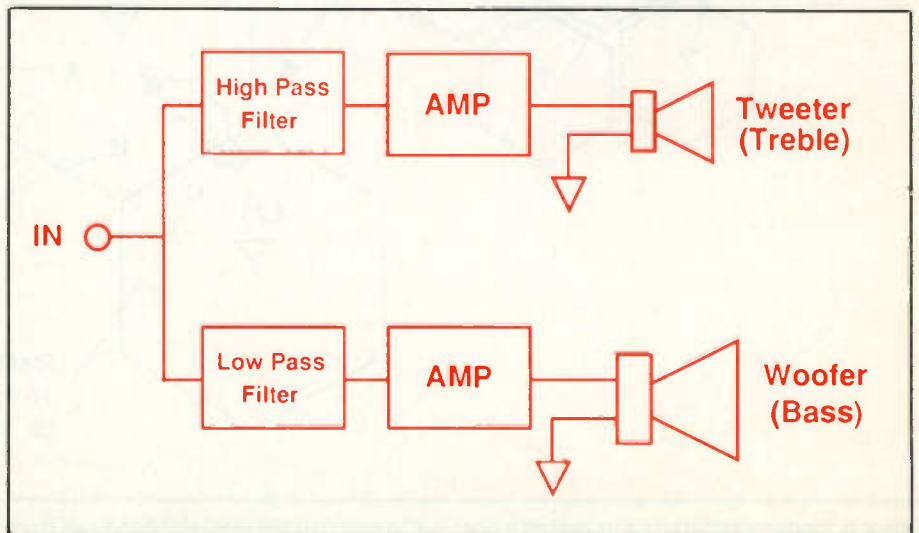 High Pass
Filter
AMP
Tweeter
(Treble)
IN
Low Pass
Filter
AMP
Woofer
(Bass)